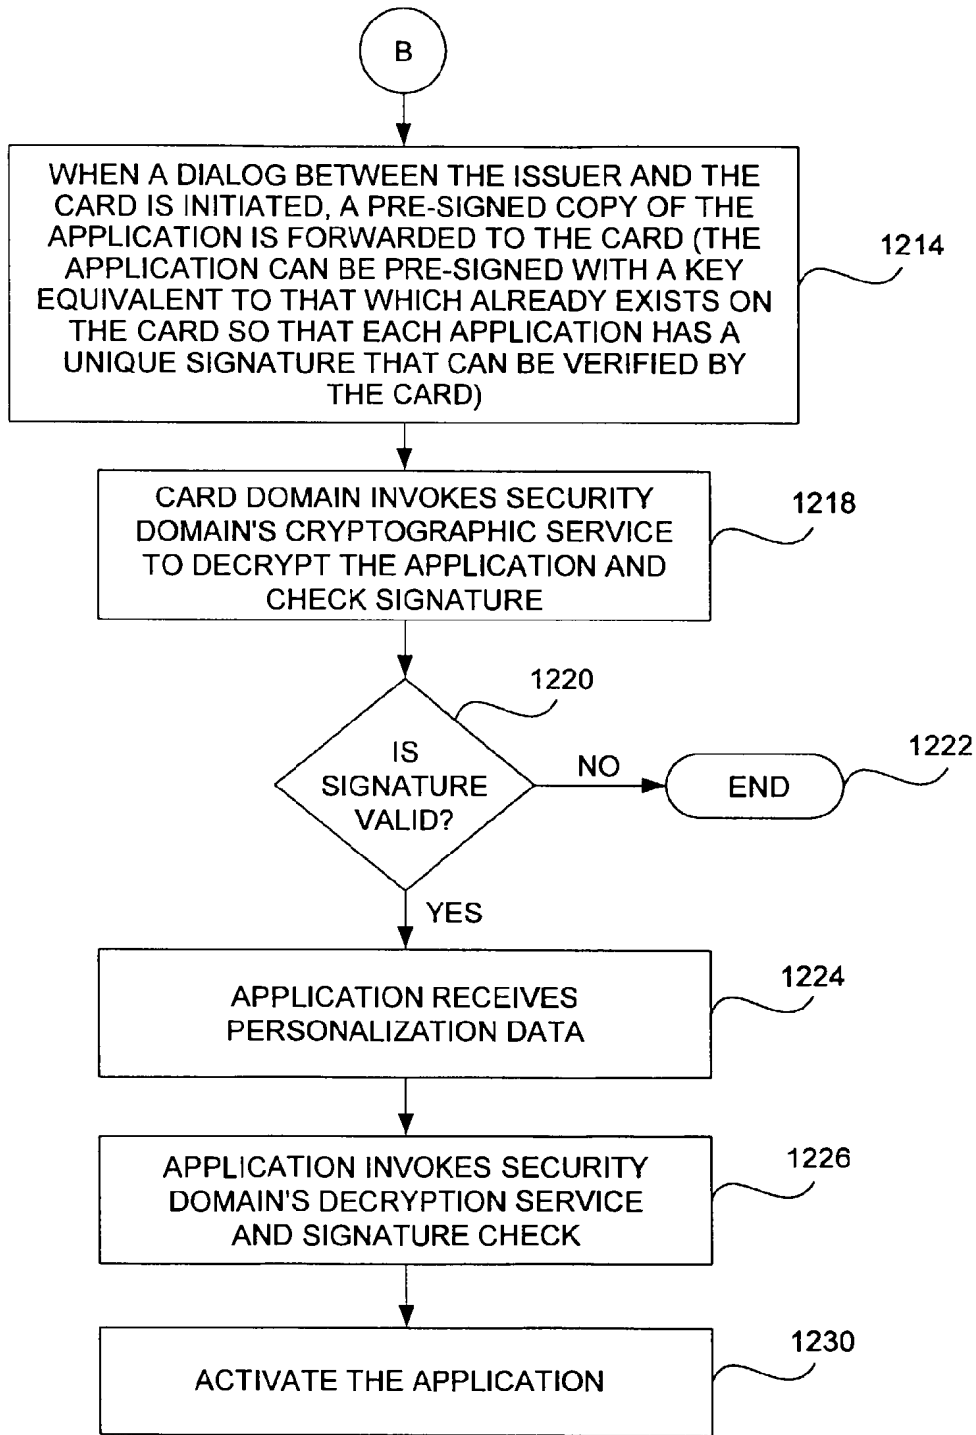 B
WHEN A DIALOG BETWEEN THE ISSUER AND THE
CARD IS INITIATED, A PRE-SIGNED COPY OF THE
APPLICATION IS FORWARDED TO THE CARD (THE
APPLICATION CAN BE PRE-SIGNED WITH A KEY
EQUIVALENT TO THAT WHICH ALREADY EXISTS ON
THE CARD SO THAT EACH APPLICATION HAS A
UNIQUE SIGNATURE THAT CAN BE VERIFIED BY
THE CARD)
1214
CARD DOMAIN INVOKES SECURITY
DOMAIN'S CRYPTOGRAPHIC SERVICE
TO DECRYPT THE APPLICATION AND
CHECK SIGNATURE
1218
IS
SIGNATURE
VALID?
1220
NO
END
1222
YES
APPLICATION RECEIVES
PERSONALIZATION DATA
1224
APPLICATION INVOKES SECURITY
DOMAIN'S DECRYPTION SERVICE
AND SIGNATURE CHECK
1226
ACTIVATE THE APPLICATION
1230